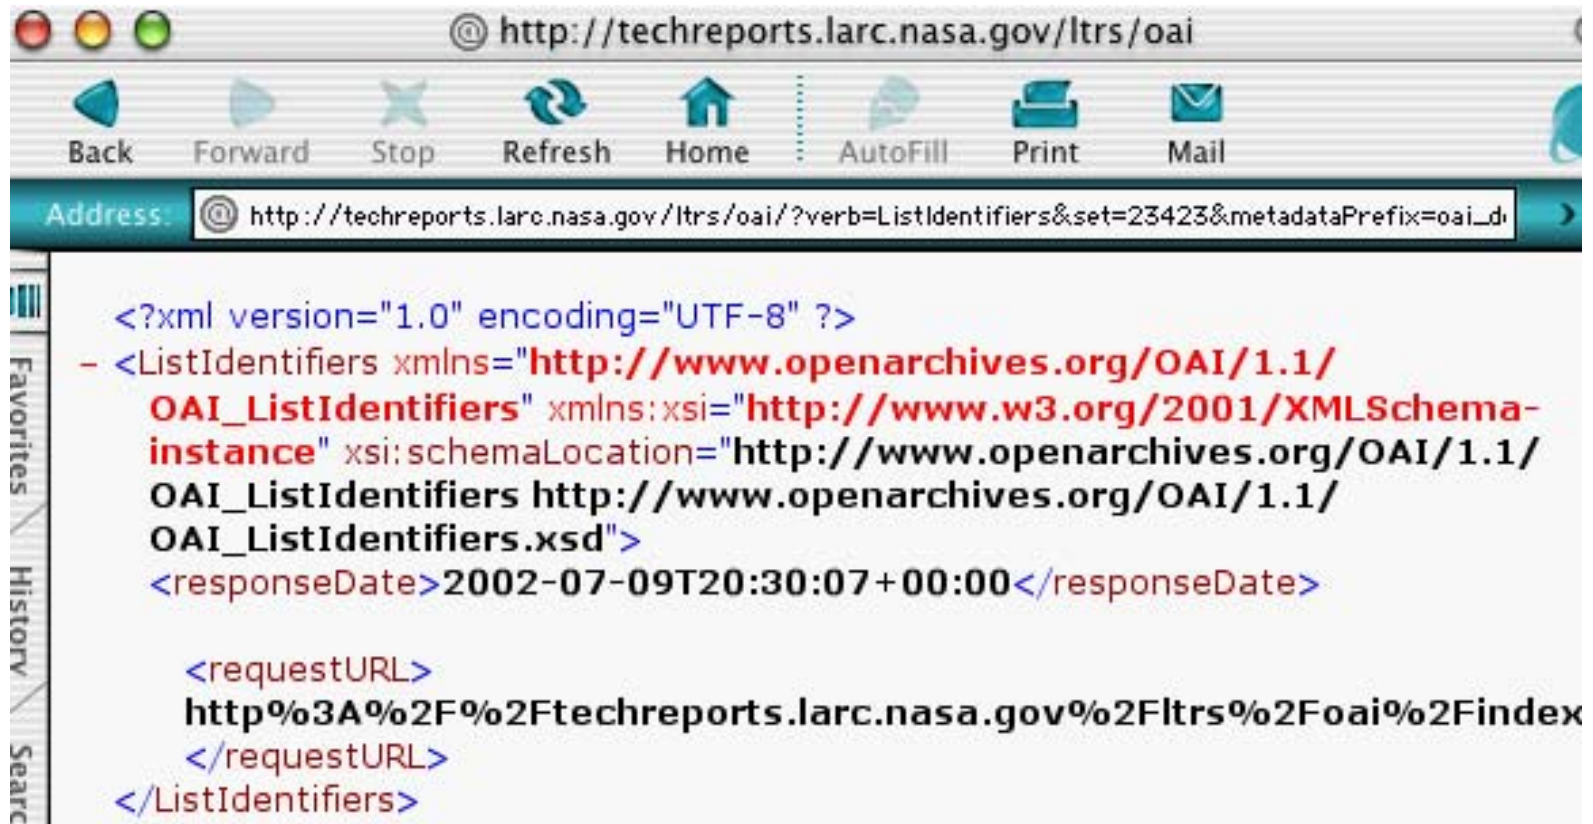 http://techreports.larc.nasa.gov/ltrs/oai
Back Forward Stop Refresh Home AutoFill Print Mail
Address: http://techreports.larc.nasa.gov/ltrs/oai/?verb=ListIdentifiers&set=23423&metadataPrefix=oai_d
<?xml version="1.0" encoding="UTF-8" ?>
- <ListIdentifiers xmlns="http://www.openarchives.org/OAI/1.1/
OAI_ListIdentifiers" xmlns:xsi="http://www.w3.org/2001/XMLSchema-
instance" xsi:schemaLocation="http://www.openarchives.org/OAI/1.1/
OAI_ListIdentifiers http://www.openarchives.org/OAI/1.1/
OAI_ListIdentifiers.xsd">
<responseDate>2002-07-09T20:30:07+00:00</responseDate>
<requestURL>
http%3A%2F%2Ftechreports.larc.nasa.gov%2Fltrs%2Foai%2Findex
</requestURL>
</ListIdentifiers>
Favorites
History
Searc